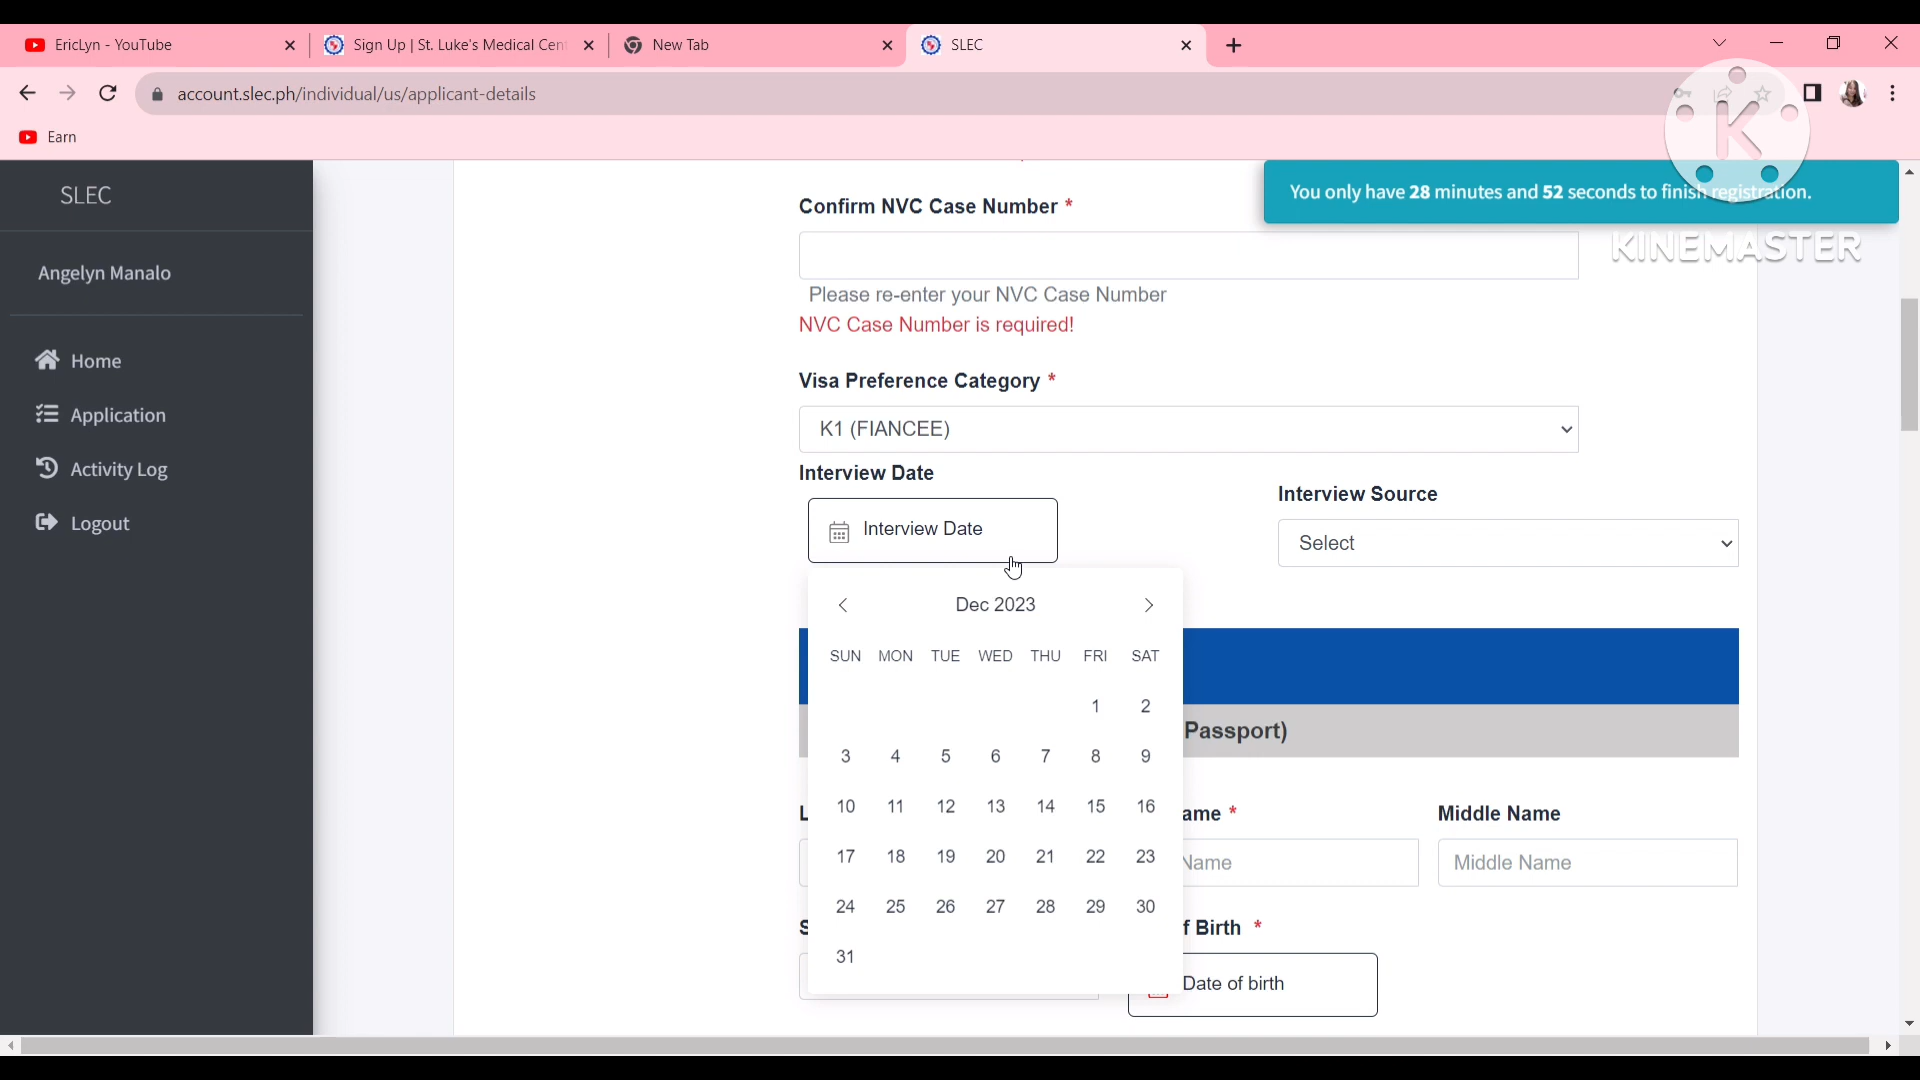 EricLyn - YouTube
Sign Up | St. Luke's Medical Cen
New Tab
SLEC
account.slec.ph/individual/us/applicant-details
Earn
SLEC
Angelyn Manalo
Home
Application
Activity Log
Logout
You only have 28 minutes and 52 seconds to finish registration.
K
KINEMASTER
Confirm NVC Case Number *
Please re-enter your NVC Case Number
NVC Case Number is required!
Visa Preference Category *
K1 (FIANCEE)
Interview Date
Interview Date
Interview Source
Select
Dec 2023
SUN MON TUE WED THU FRI SAT
1 2
3 4 5 6 7 8 9
10 11 12 13 14 15 16
17 18 19 20 21 22 23
24 25 26 27 28 29 30
31
Passport)
L
ame *
Middle Name
Name
Middle Name
S
f Birth *
Date of birth